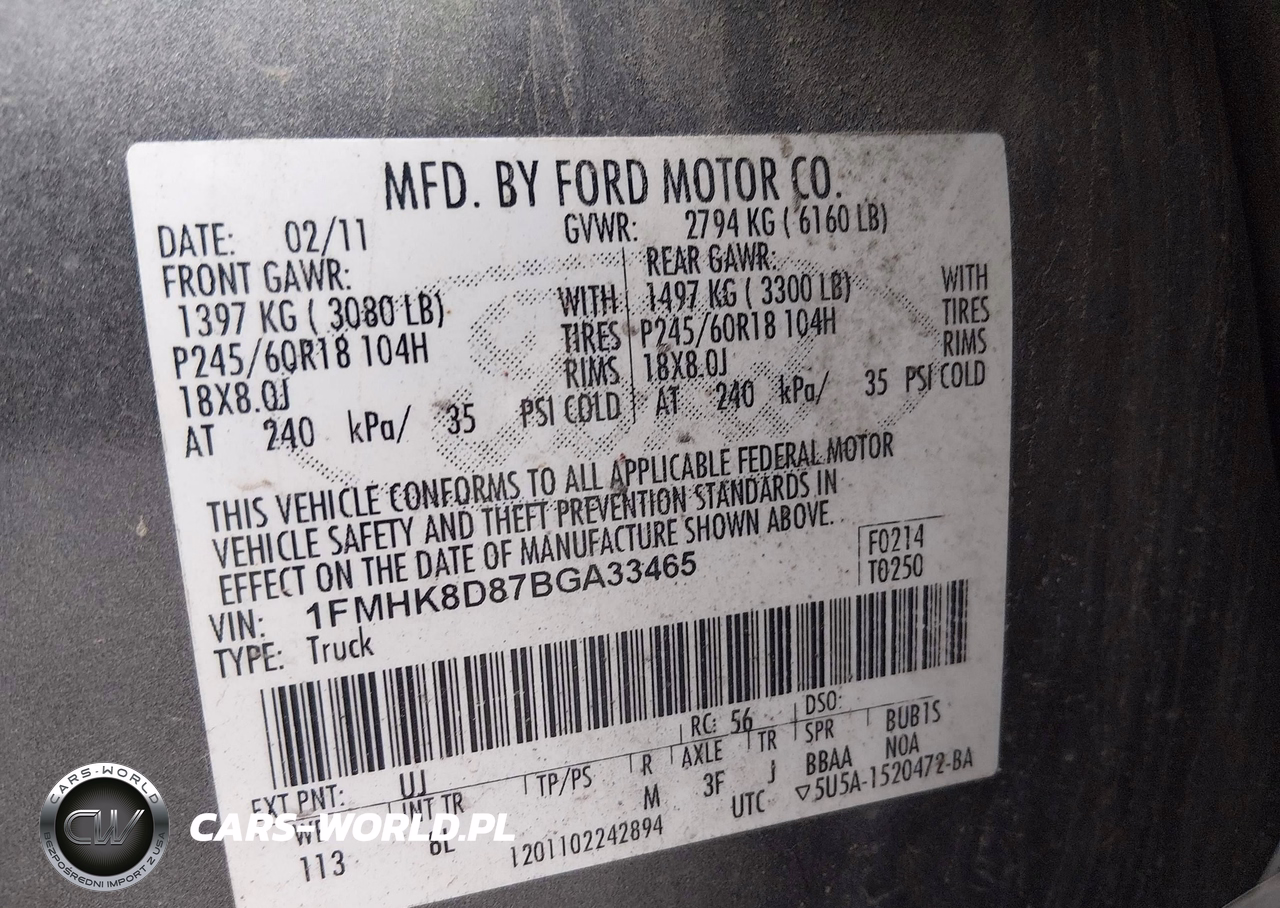 MFD. BY FORD MOTOR CO.
DATE: 02/11 GVWR: 2794 KG ( 6160 LB)
FRONT GAWR: REAR GAWR:
1397 KG ( 3080 LB) WITH 1497 KG ( 3300 LB) WITH
P245/60R18 104H TIRES P245/60R18 104H TIRES
18X8.0J RIMS 18X8.0J RIMS
AT 240 kPa/ 35 PSI COLD AT 240 kPa/ 35 PSI COLD
THIS VEHICLE CONFORMS TO ALL APPLICABLE FEDERAL MOTOR
VEHICLE SAFETY AND THEFT PREVENTION STANDARDS IN
EFFECT ON THE DATE OF MANUFACTURE SHOWN ABOVE.
F0214
T0250
VIN: 1FMHK8D87BGA33465
TYPE: Truck
EXT PNT: UJ RC: 56 DSO:
INT TR TP/PS R AXLE TR SPR BUB1S
113 M 3F J BBAA NOA
1201102242894 UTC ▽5U5A-1520472-BA
CARS-WORLD
CW
BEZPOŚREDNI IMPORT Z USA
CARS-WORLD.PL